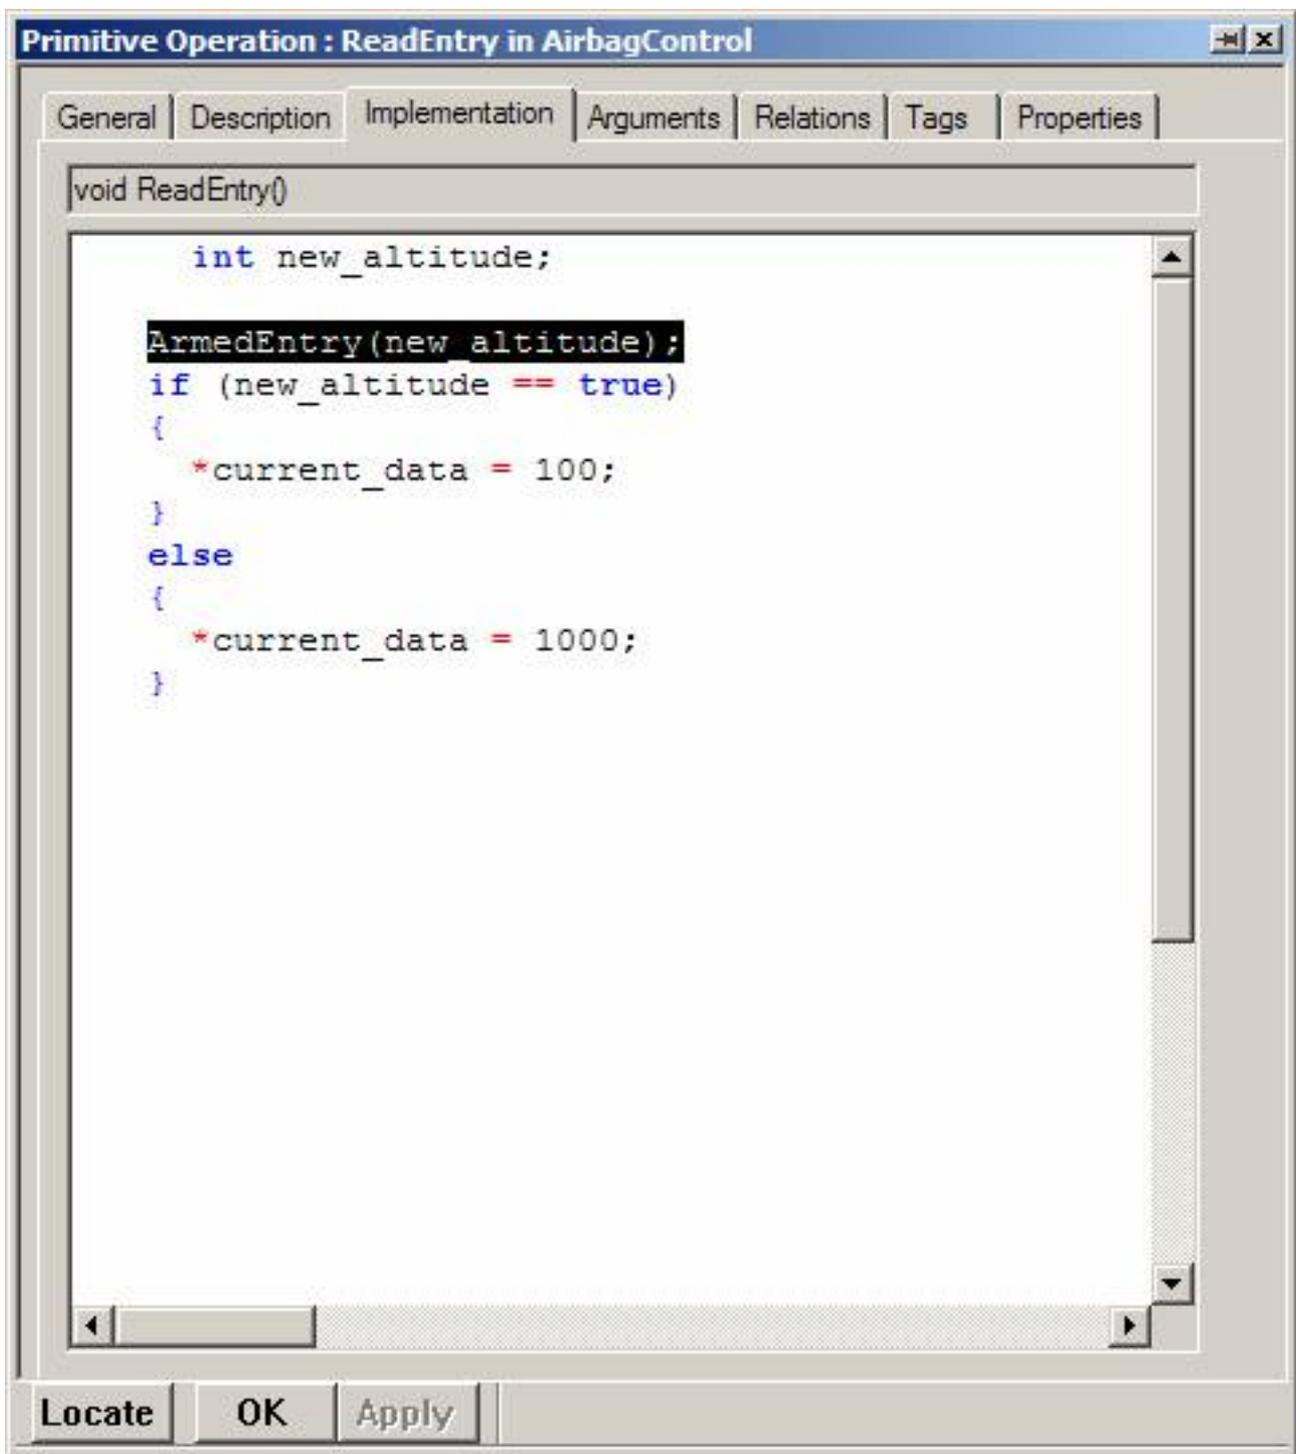 Primitive Operation : ReadEntry in AirbagControl
General Description Implementation Arguments Relations Tags Properties
void ReadEntry()
int new_altitude;
ArmedEntry(new_altitude);
if (new_altitude == true)
{
*current_data = 100;
}
else
{
*current_data = 1000;
}
Locate OK Apply